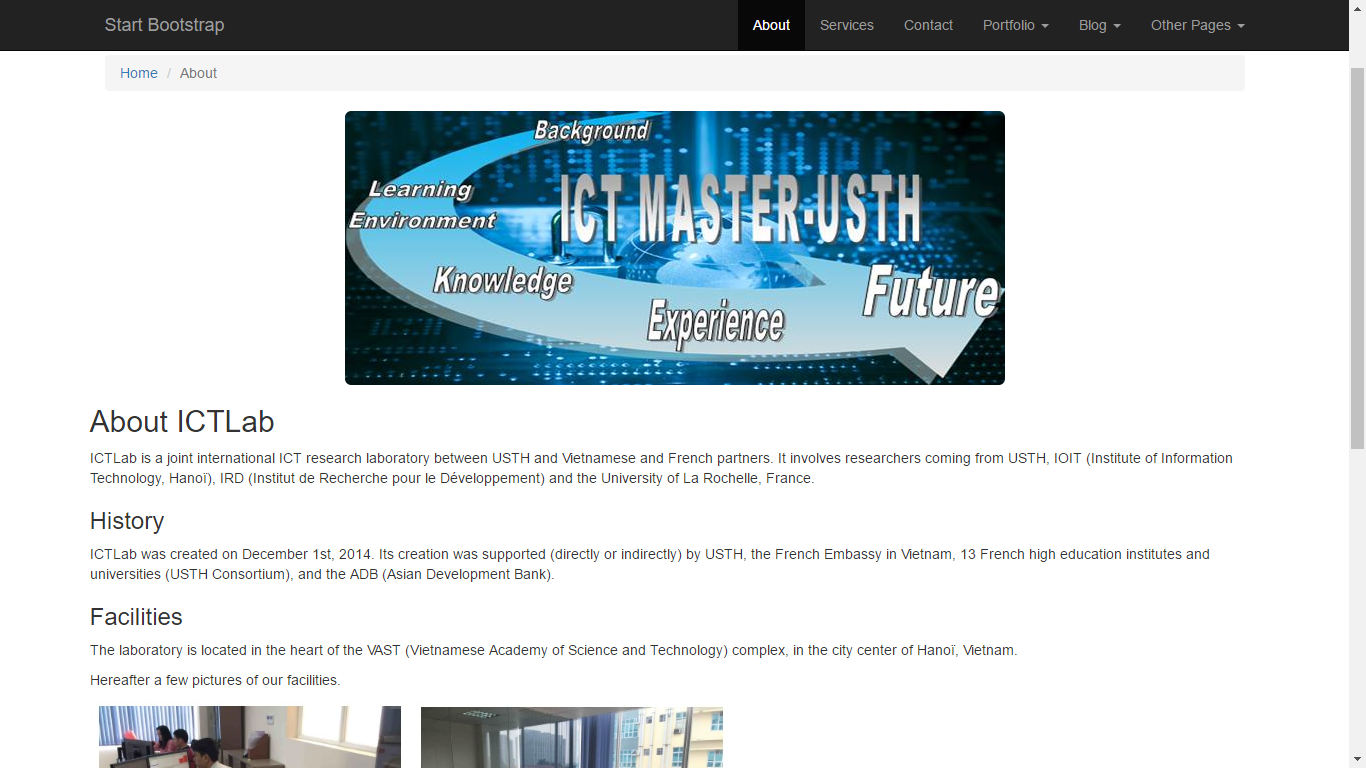 Start Bootstrap
About
Services
Contact
Portfolio
Blog
Other Pages
Home / About
Background
Learning
Environment
ICT MASTER-USTH
Knowledge
Experience
Future
About ICTLab
ICTLab is a joint international ICT research laboratory between USTH and Vietnamese and French partners. It involves researchers coming from USTH, IOIT (Institute of Information
Technology, Hanoï), IRD (Institut de Recherche pour le Développement) and the University of La Rochelle, France.
History
ICTLab was created on December 1st, 2014. Its creation was supported (directly or indirectly) by USTH, the French Embassy in Vietnam, 13 French high education institutes and
universities (USTH Consortium), and the ADB (Asian Development Bank).
Facilities
The laboratory is located in the heart of the VAST (Vietnamese Academy of Science and Technology) complex, in the city center of Hanoï, Vietnam.
Hereafter a few pictures of our facilities.